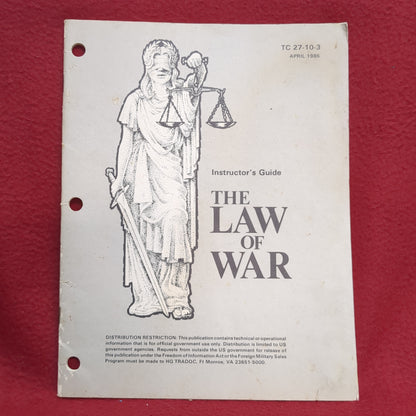 TC 27-10-3
APRIL 1985
Instructor's Guide
THE
LAW
OF
WAR
DISTRIBUTION RESTRICTION: This publication contains technical or operational
information that is for official government use only. Distribution is limited to US
government agencies. Requests from outside the US government for release of
this publication under the Freedom of Information Act or the Foreign Military Sales
Program must be made to HQ TRADOC, Ft Monroe, VA 23651-5000.